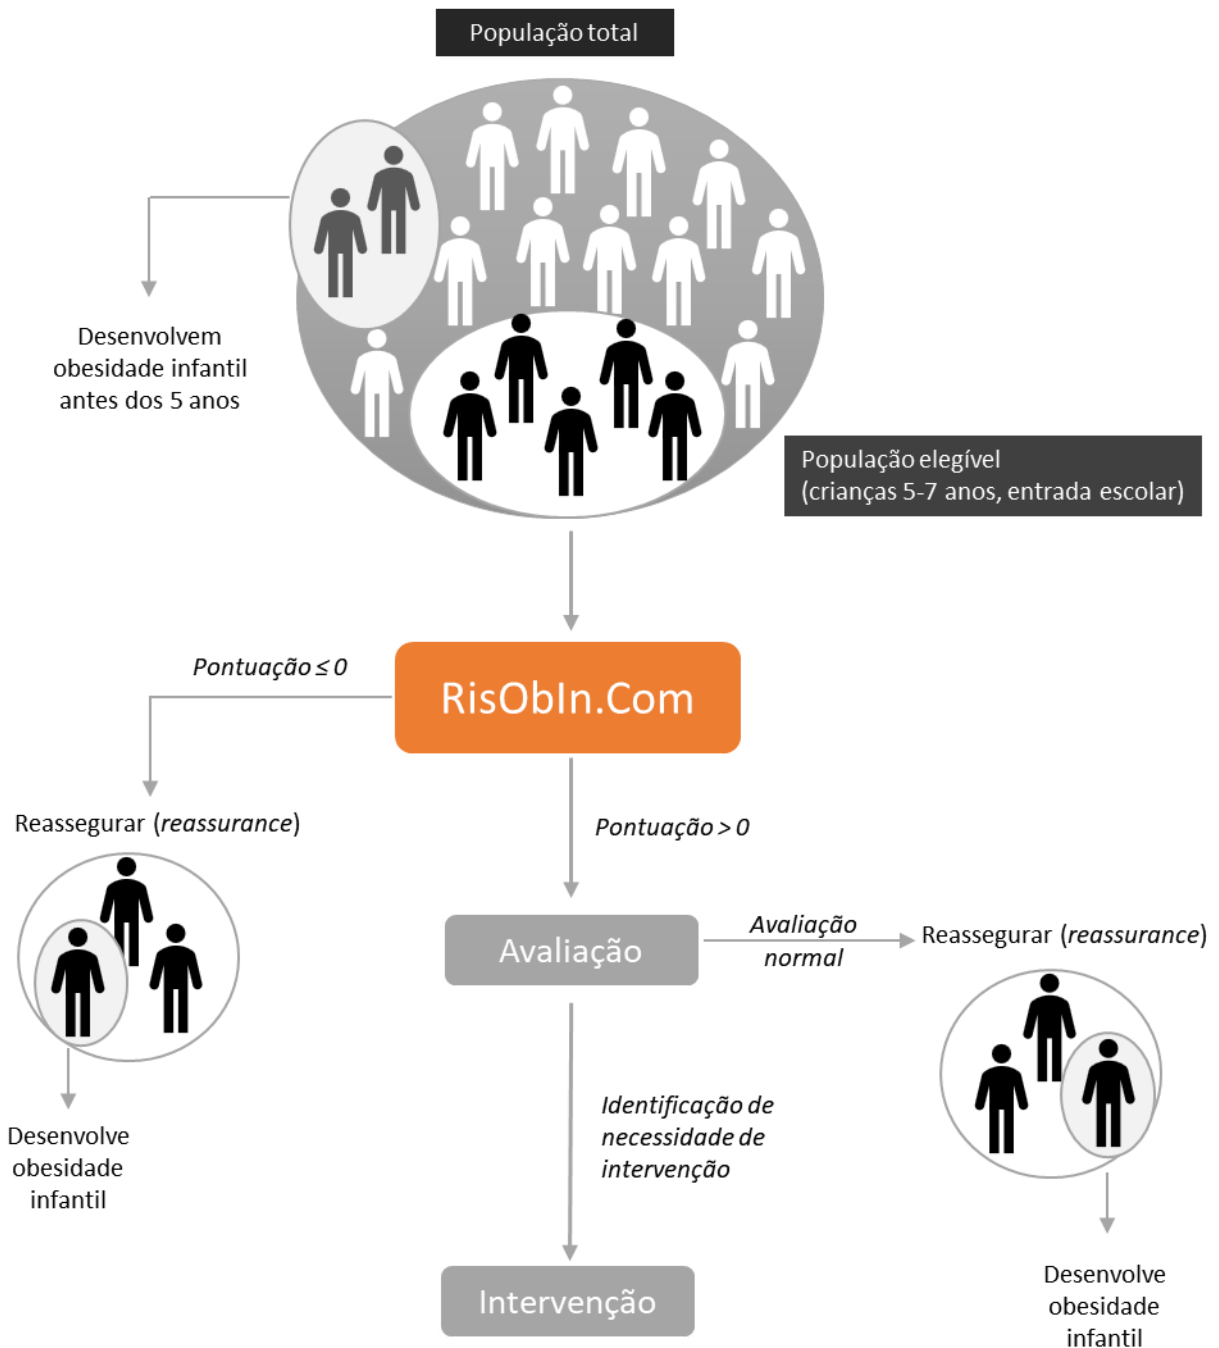 População total
Desenvolvem
obesidade infantil
antes dos 5 anos
População elegível
(crianças 5-7 anos, entrada escolar)
Pontuação ≤ 0
RisObIn.Com
Reassegurar (reassurance)
Pontuação > 0
Avaliação
Avaliação
normal
Reassegurar (reassurance)
Desenvolve
obesidade
infantil
Identificação de
necessidade de
intervenção
Intervenção
Desenvolve
obesidade
infantil